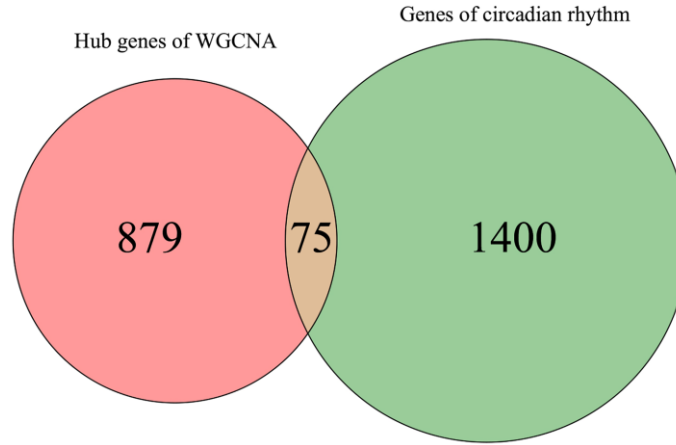 Genes of circadian rhythm
Hub genes of WGCNA
879
75
1400